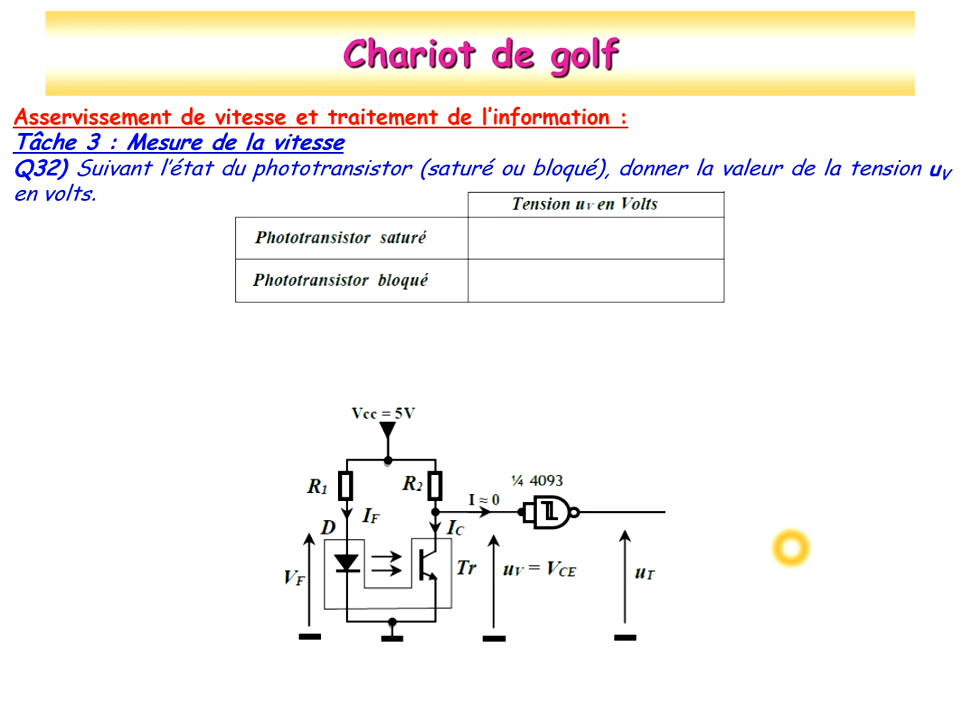 Chariot de golf
Asservissement de vitesse et traitement de l'information :
Tâche 3 : Mesure de la vitesse
Q32) Suivant l'état du phototransistor (saturé ou bloqué), donner la valeur de la tension uV
en volts.
Tension uV en Volts
Phototransistor saturé
Phototransistor bloqué
Vcc = 5V
R1
R2
I ≈ 0
¼ 4093
IF
D
IC
VF
Tr
uV = VCE
uT